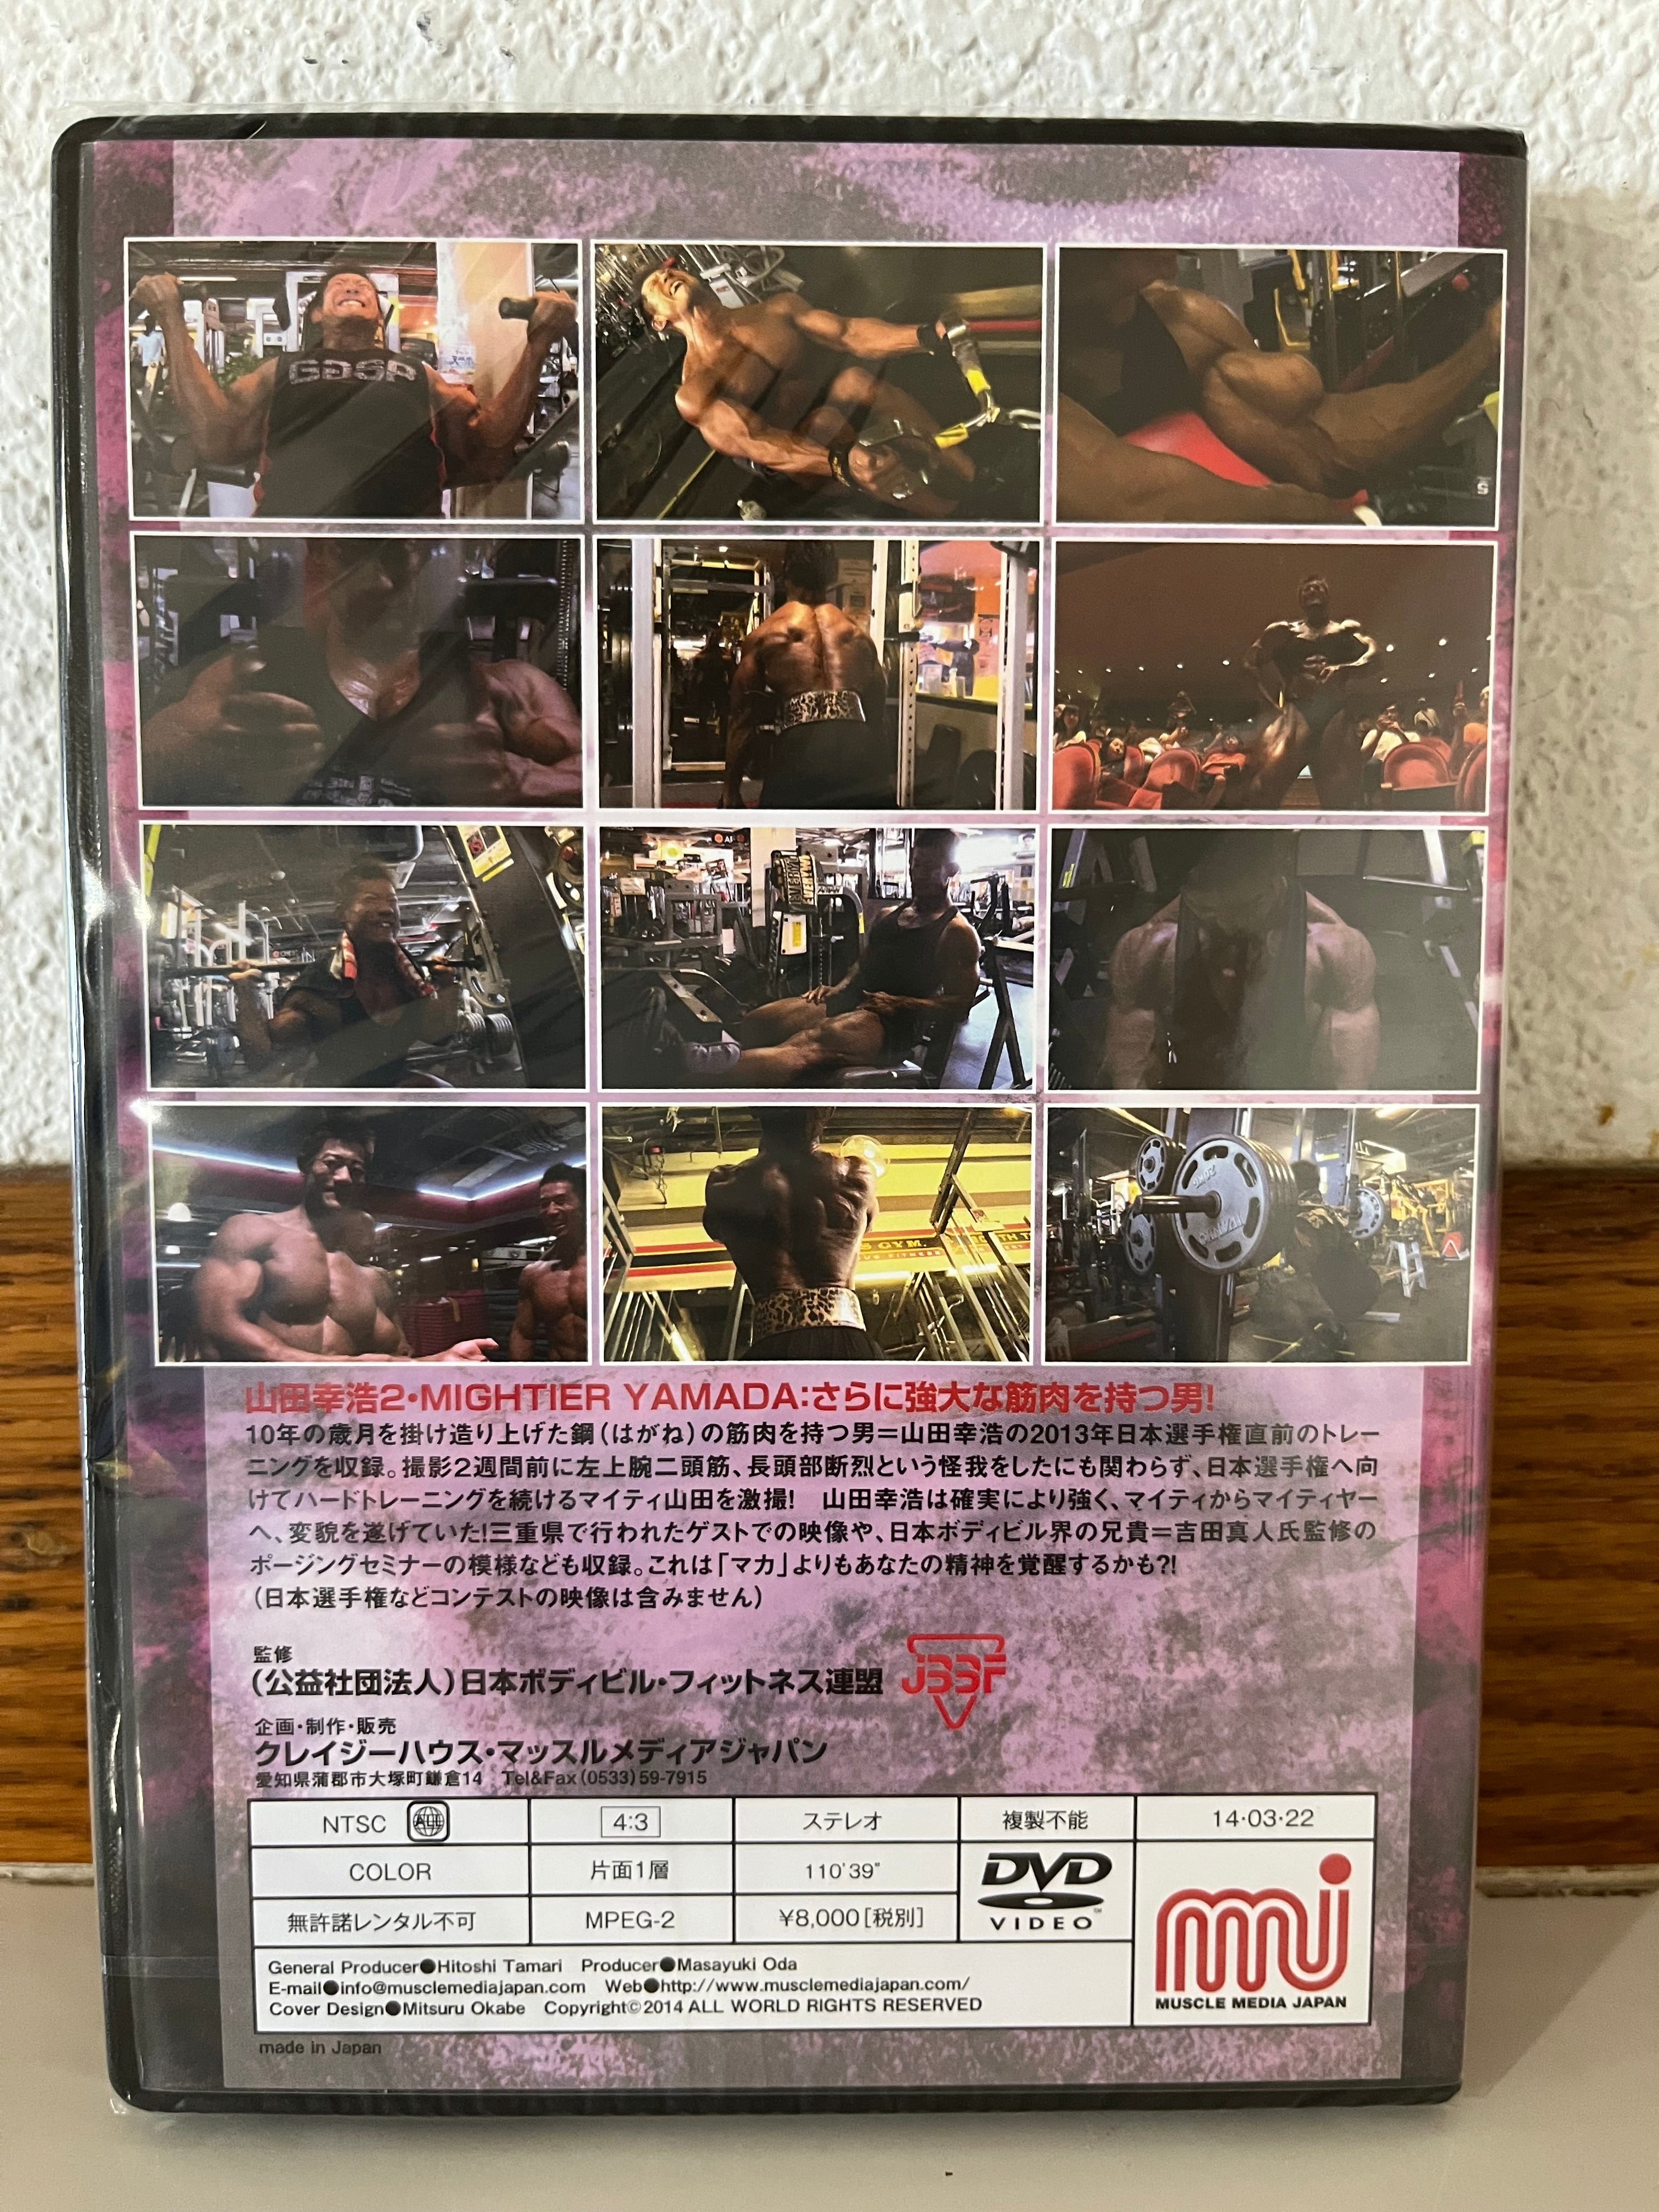 GDSP
山田幸浩2・MIGHTIER YAMADA:さらに強大な筋肉を持つ男!
10年の歳月を掛け造り上げた鋼(はがね)の筋肉を持つ男=山田幸浩の2013年日本選手権直前のトレー
ニングを収録。撮影2週間前に左上腕二頭筋、長頭部断烈という怪我をしたにも関わらず、日本選手権へ向
けてハードトレーニングを続けるマイティ山田を激撮! 山田幸浩は確実により強く、マイティからマイティヤー
へ、変貌を遂げていた!三重県で行われたゲストでの映像や、日本ボディビル界の兄貴=吉田真人氏監修の
ポージングセミナーの模様なども収録。これは「マカ」よりもあなたの精神を覚醒するかも?!
(日本選手権などコンテストの映像は含みません)
監修
(公益社団法人)日本ボディビル・フィットネス連盟 JBBF
企画・制作・販売
クレイジーハウス・マッスルメディアジャパン
愛知県蒲郡市大塚町鎌倉14 Tel&Fax(0533)59-7915
NTSC ALL 4:3 ステレオ 複製不能 14・03・22
COLOR 片面1層 110'39" DVD VIDEO
無許諾レンタル不可 MPEG-2 ¥8,000[税別]
General Producer●Hitoshi Tamari Producer●Masayuki Oda
E-mail●info@musclemediajapan.com Web●http://www.musclemediajapan.com/
Cover Design●Mitsuru Okabe Copyright©2014 ALL WORLD RIGHTS RESERVED
mj
MUSCLE MEDIA JAPAN
made in Japan